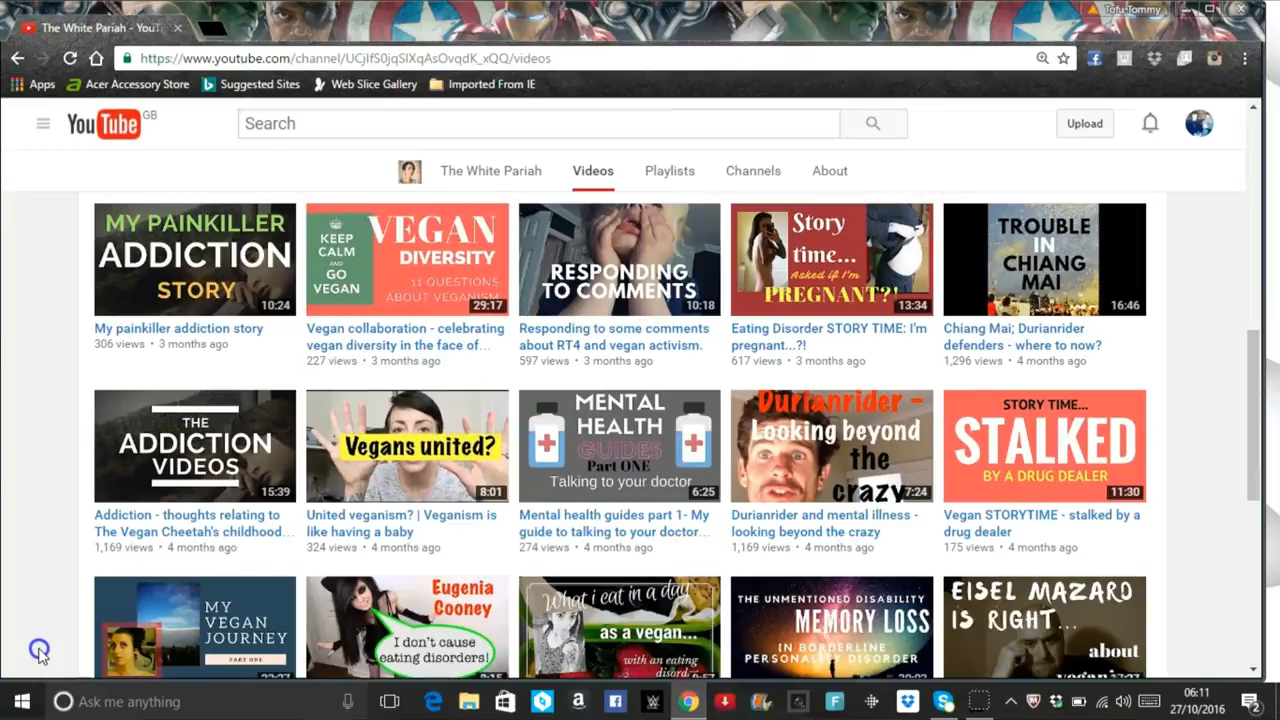 The White Pariah - YouT
Tofu-Tommy
https://www.youtube.com/channel/UCjIfS0jqSIXqAsOvqdK_xQQ/videos
Apps Acer Accessory Store Suggested Sites Web Slice Gallery Imported From IE
YouTube GB Search Upload
The White Pariah Videos Playlists Channels About
MY PAINKILLER
ADDICTION
STORY
10:24
My painkiller addiction story
306 views • 3 months ago
KEEP
CALM
AND
GO
VEGAN
VEGAN
DIVERSITY
11 QUESTIONS
ABOUT VEGANISM
29:17
Vegan collaboration - celebrating
vegan diversity in the face of...
227 views • 3 months ago
RESPONDING
TO COMMENTS
10:18
Responding to some comments
about RT4 and vegan activism.
597 views • 3 months ago
Story
time...
Asked if I'm
PREGNANT?!
13:34
Eating Disorder STORY TIME: I'm
pregnant...?!
617 views • 3 months ago
TROUBLE
IN
CHIANG
MAI
16:46
Chiang Mai; Durianrider
defenders - where to now?
1,296 views • 4 months ago
THE
ADDICTION
VIDEOS
15:39
Addiction - thoughts relating to
The Vegan Cheetah's childhood...
1,169 views • 4 months ago
Vegans united?
8:01
United veganism? | Veganism is
like having a baby
324 views • 4 months ago
MENTAL
HEALTH
GUIDES
Part ONE
Talking to your doctor
6:25
Mental health guides part 1- My
guide to talking to your doctor...
274 views • 4 months ago
Durianrider -
Looking beyond
the
crazy
7:24
Durianrider and mental illness -
looking beyond the crazy
1,169 views • 4 months ago
STORY TIME...
STALKED
BY A DRUG DEALER
11:30
Vegan STORYTIME - stalked by a
drug dealer
175 views • 4 months ago
MY
VEGAN
JOURNEY
PART ONE
Eugenia
Cooney
I don't cause
eating disorders!
What i eat in a day
as a vegan...
with an eating
THE UNMENTIONED DISABILITY
MEMORY LOSS
IN BORDERLINE
PERSONALITY DISORDER
EISEL MAZARD
IS RIGHT...
about
Ask me anything
06:11
27/10/2016